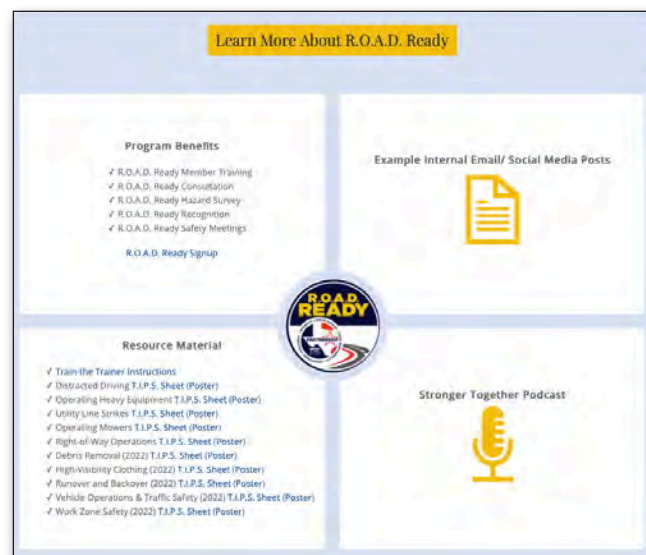 Learn More About R.O.A.D. Ready
Program Benefits
✓ R.O.A.D. Ready Member Training
✓ R.O.A.D. Ready Consultation
✓ R.O.A.D. Ready Hazard Survey
✓ R.O.A.D. Ready Recognition
✓ R.O.A.D. Ready Safety Meetings
R.O.A.D. Ready Signup
Example Internal Email/ Social Media Posts
R.O.A.D.
READY
Resource Material
✓ Train-the Trainer Instructions
✓ Distracted Driving T.I.P.S. Sheet (Poster)
✓ Operating Heavy Equipment T.I.P.S. Sheet (Poster)
✓ Utility Line Strikes T.I.P.S. Sheet (Poster)
✓ Operating Mowers T.I.P.S. Sheet (Poster)
✓ Right-of-Way Operations T.I.P.S. Sheet (Poster)
✓ Debris Removal (2022) T.I.P.S. Sheet (Poster)
✓ High-Visibility Clothing (2022) T.I.P.S. Sheet (Poster)
✓ Runover and Backover (2022) T.I.P.S. Sheet (Poster)
✓ Vehicle Operations & Traffic Safety (2022) T.I.P.S. Sheet (Poster)
✓ Work Zone Safety (2022) T.I.P.S. Sheet (Poster)
Stronger Together Podcast